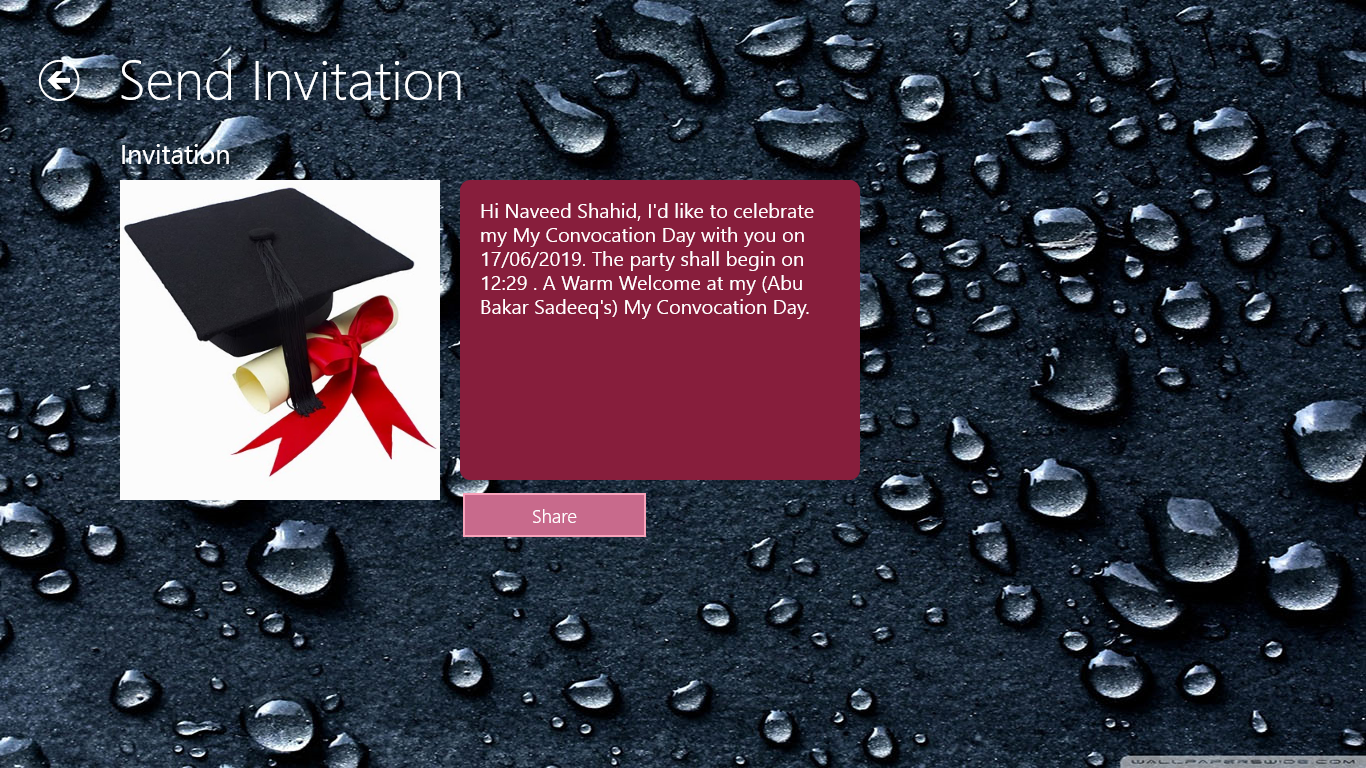 Send Invitation
Invitation
Hi Naveed Shahid, I'd like to celebrate
my My Convocation Day with you on
17/06/2019. The party shall begin on
12:29 . A Warm Welcome at my (Abu
Bakar Sadeeq's) My Convocation Day.
Share
WALLPAPERSWIDE.COM